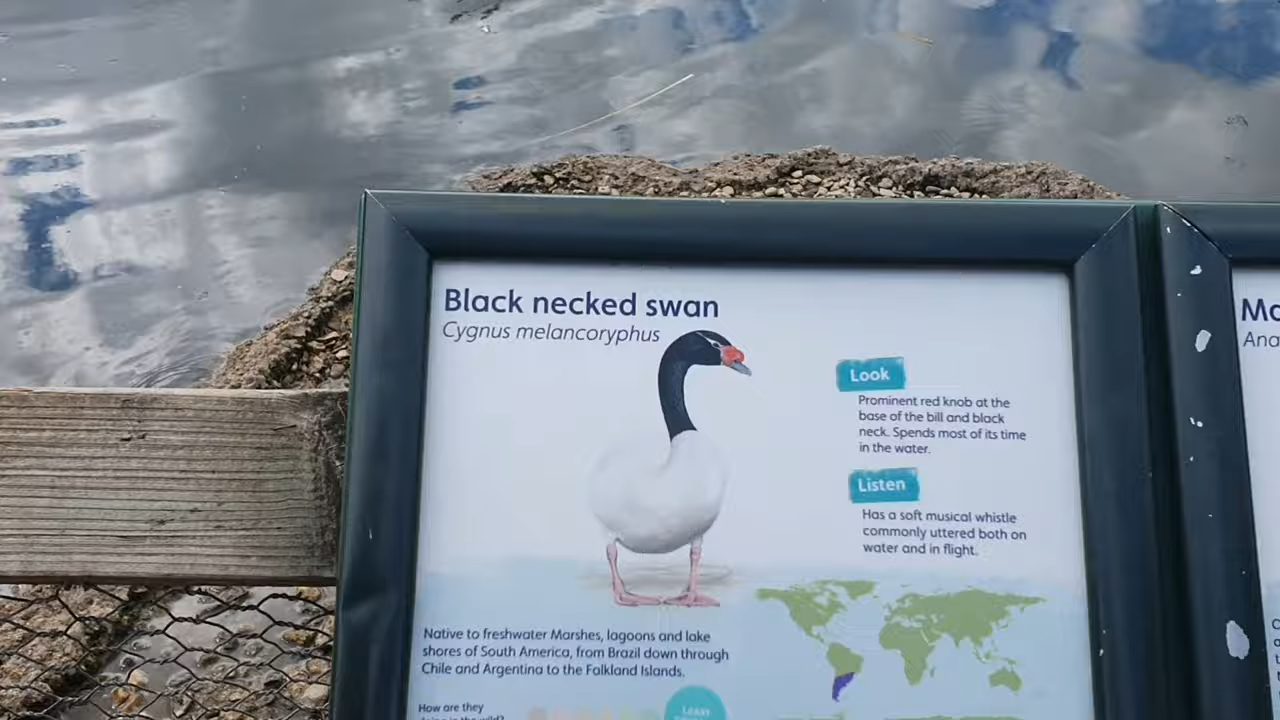 Black necked swan
Cygnus melancoryphus
Look
Prominent red knob at the
base of the bill and black
neck. Spends most of its time
in the water.
Listen
Has a soft musical whistle
commonly uttered both on
water and in flight.
Native to freshwater Marshes, lagoons and lake
shores of South America, from Brazil down through
Chile and Argentina to the Falkland Islands.
How are they